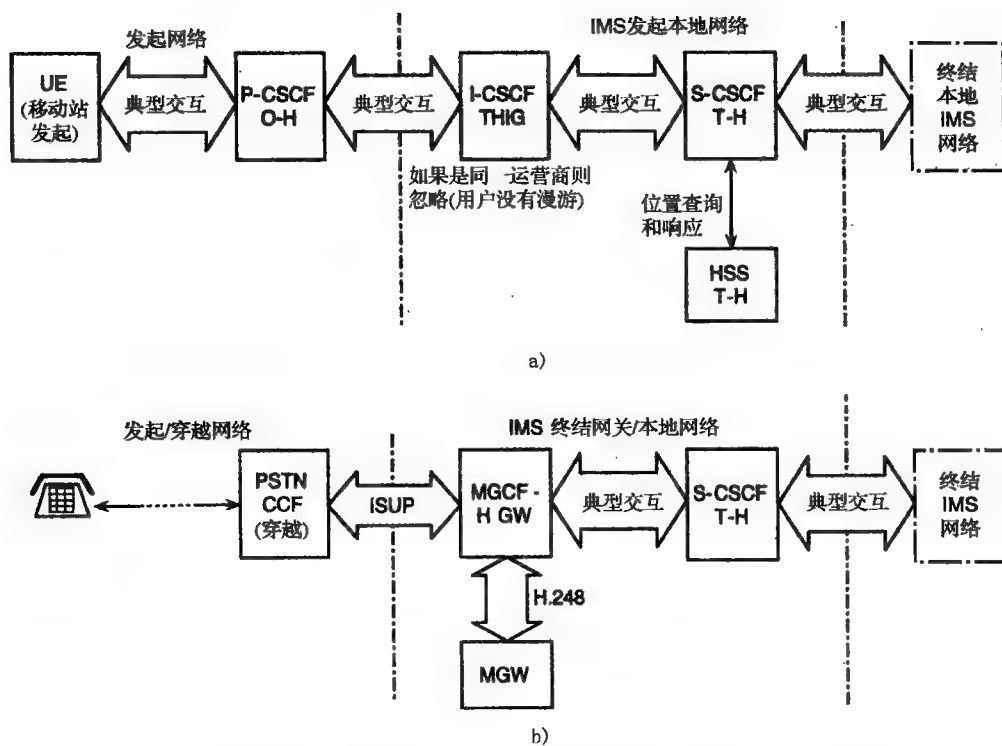 发起网络
IMS发起本地网络
UE
(移动站
发起)
典型交互
P-CSCF
O-H
典型交互
I-CSCF
THIG
典型交互
S-CSCF
T-H
典型交互
终结
本地
IMS
网络
如果是同一运营商则
忽略(用户没有漫游)
位置查询
和响应
HSS
T-H
a)
发起/穿越网络
IMS 终结网关/本地网络
PSTN
CCF
(穿越)
ISUP
MGCF -
H GW
典型交互
S-CSCF
T-H
典型交互
终结
IMS
网络
H.248
MGW
b)